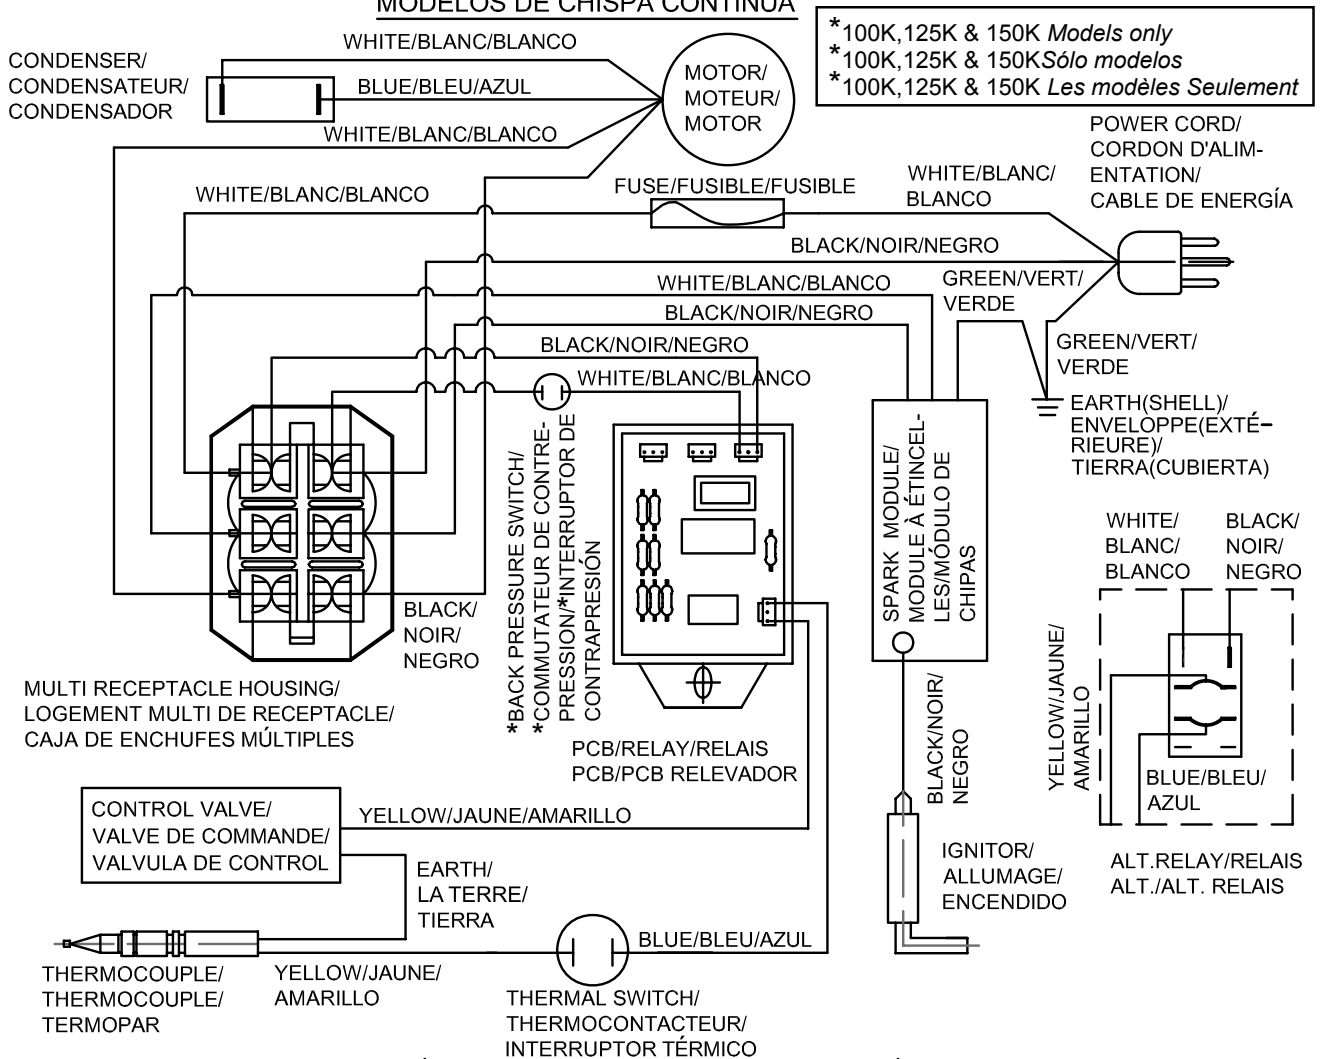 MODELOS DE CHISPA CONTINUA
*100K,125K & 150K Models only
*100K,125K & 150KSólo modelos
*100K,125K & 150K Les modèles Seulement
CONDENSER/
CONDENSATEUR/
CONDENSADOR
WHITE/BLANC/BLANCO
BLUE/BLEU/AZUL
WHITE/BLANC/BLANCO
MOTOR/
MOTEUR/
MOTOR
POWER CORD/
CORDON D'ALIM-
ENTATION/
CABLE DE ENERGÍA
WHITE/BLANC/BLANCO
FUSE/FUSIBLE/FUSIBLE
WHITE/BLANC/
BLANCO
BLACK/NOIR/NEGRO
WHITE/BLANC/BLANCO
GREEN/VERT/
VERDE
BLACK/NOIR/NEGRO
BLACK/NOIR/NEGRO
WHITE/BLANC/BLANCO
GREEN/VERT/
VERDE
EARTH(SHELL)/
ENVELOPPE(EXTÉ-
RIEURE)/
TIERRA(CUBIERTA)
*BACK PRESSURE SWITCH/
*COMMUTATEUR DE CONTRE-
PRESSION/*INTERRUPTOR DE
CONTRAPRESIÓN
SPARK MODULE/
MODULE À ÉTINCEL-
LES/MÓDULO DE
CHIPAS
BLACK/
NOIR/
NEGRO
MULTI RECEPTACLE HOUSING/
LOGEMENT MULTI DE RECEPTACLE/
CAJA DE ENCHUFES MÚLTIPLES
PCB/RELAY/RELAIS
PCB/PCB RELEVADOR
BLACK/NOIR/
NEGRO
WHITE/
BLANC/
BLANCO
BLACK/
NOIR/
NEGRO
YELLOW/JAUNE/
AMARILLO
BLUE/BLEU/
AZUL
ALT.RELAY/RELAIS
ALT./ALT. RELAIS
CONTROL VALVE/
VALVE DE COMMANDE/
VALVULA DE CONTROL
YELLOW/JAUNE/AMARILLO
EARTH/
LA TERRE/
TIERRA
IGNITOR/
ALLUMAGE/
ENCENDIDO
BLUE/BLEU/AZUL
THERMOCOUPLE/
THERMOCOUPLE/
TERMOPAR
YELLOW/JAUNE/
AMARILLO
THERMAL SWITCH/
THERMOCONTACTEUR/
INTERRUPTOR TÉRMICO